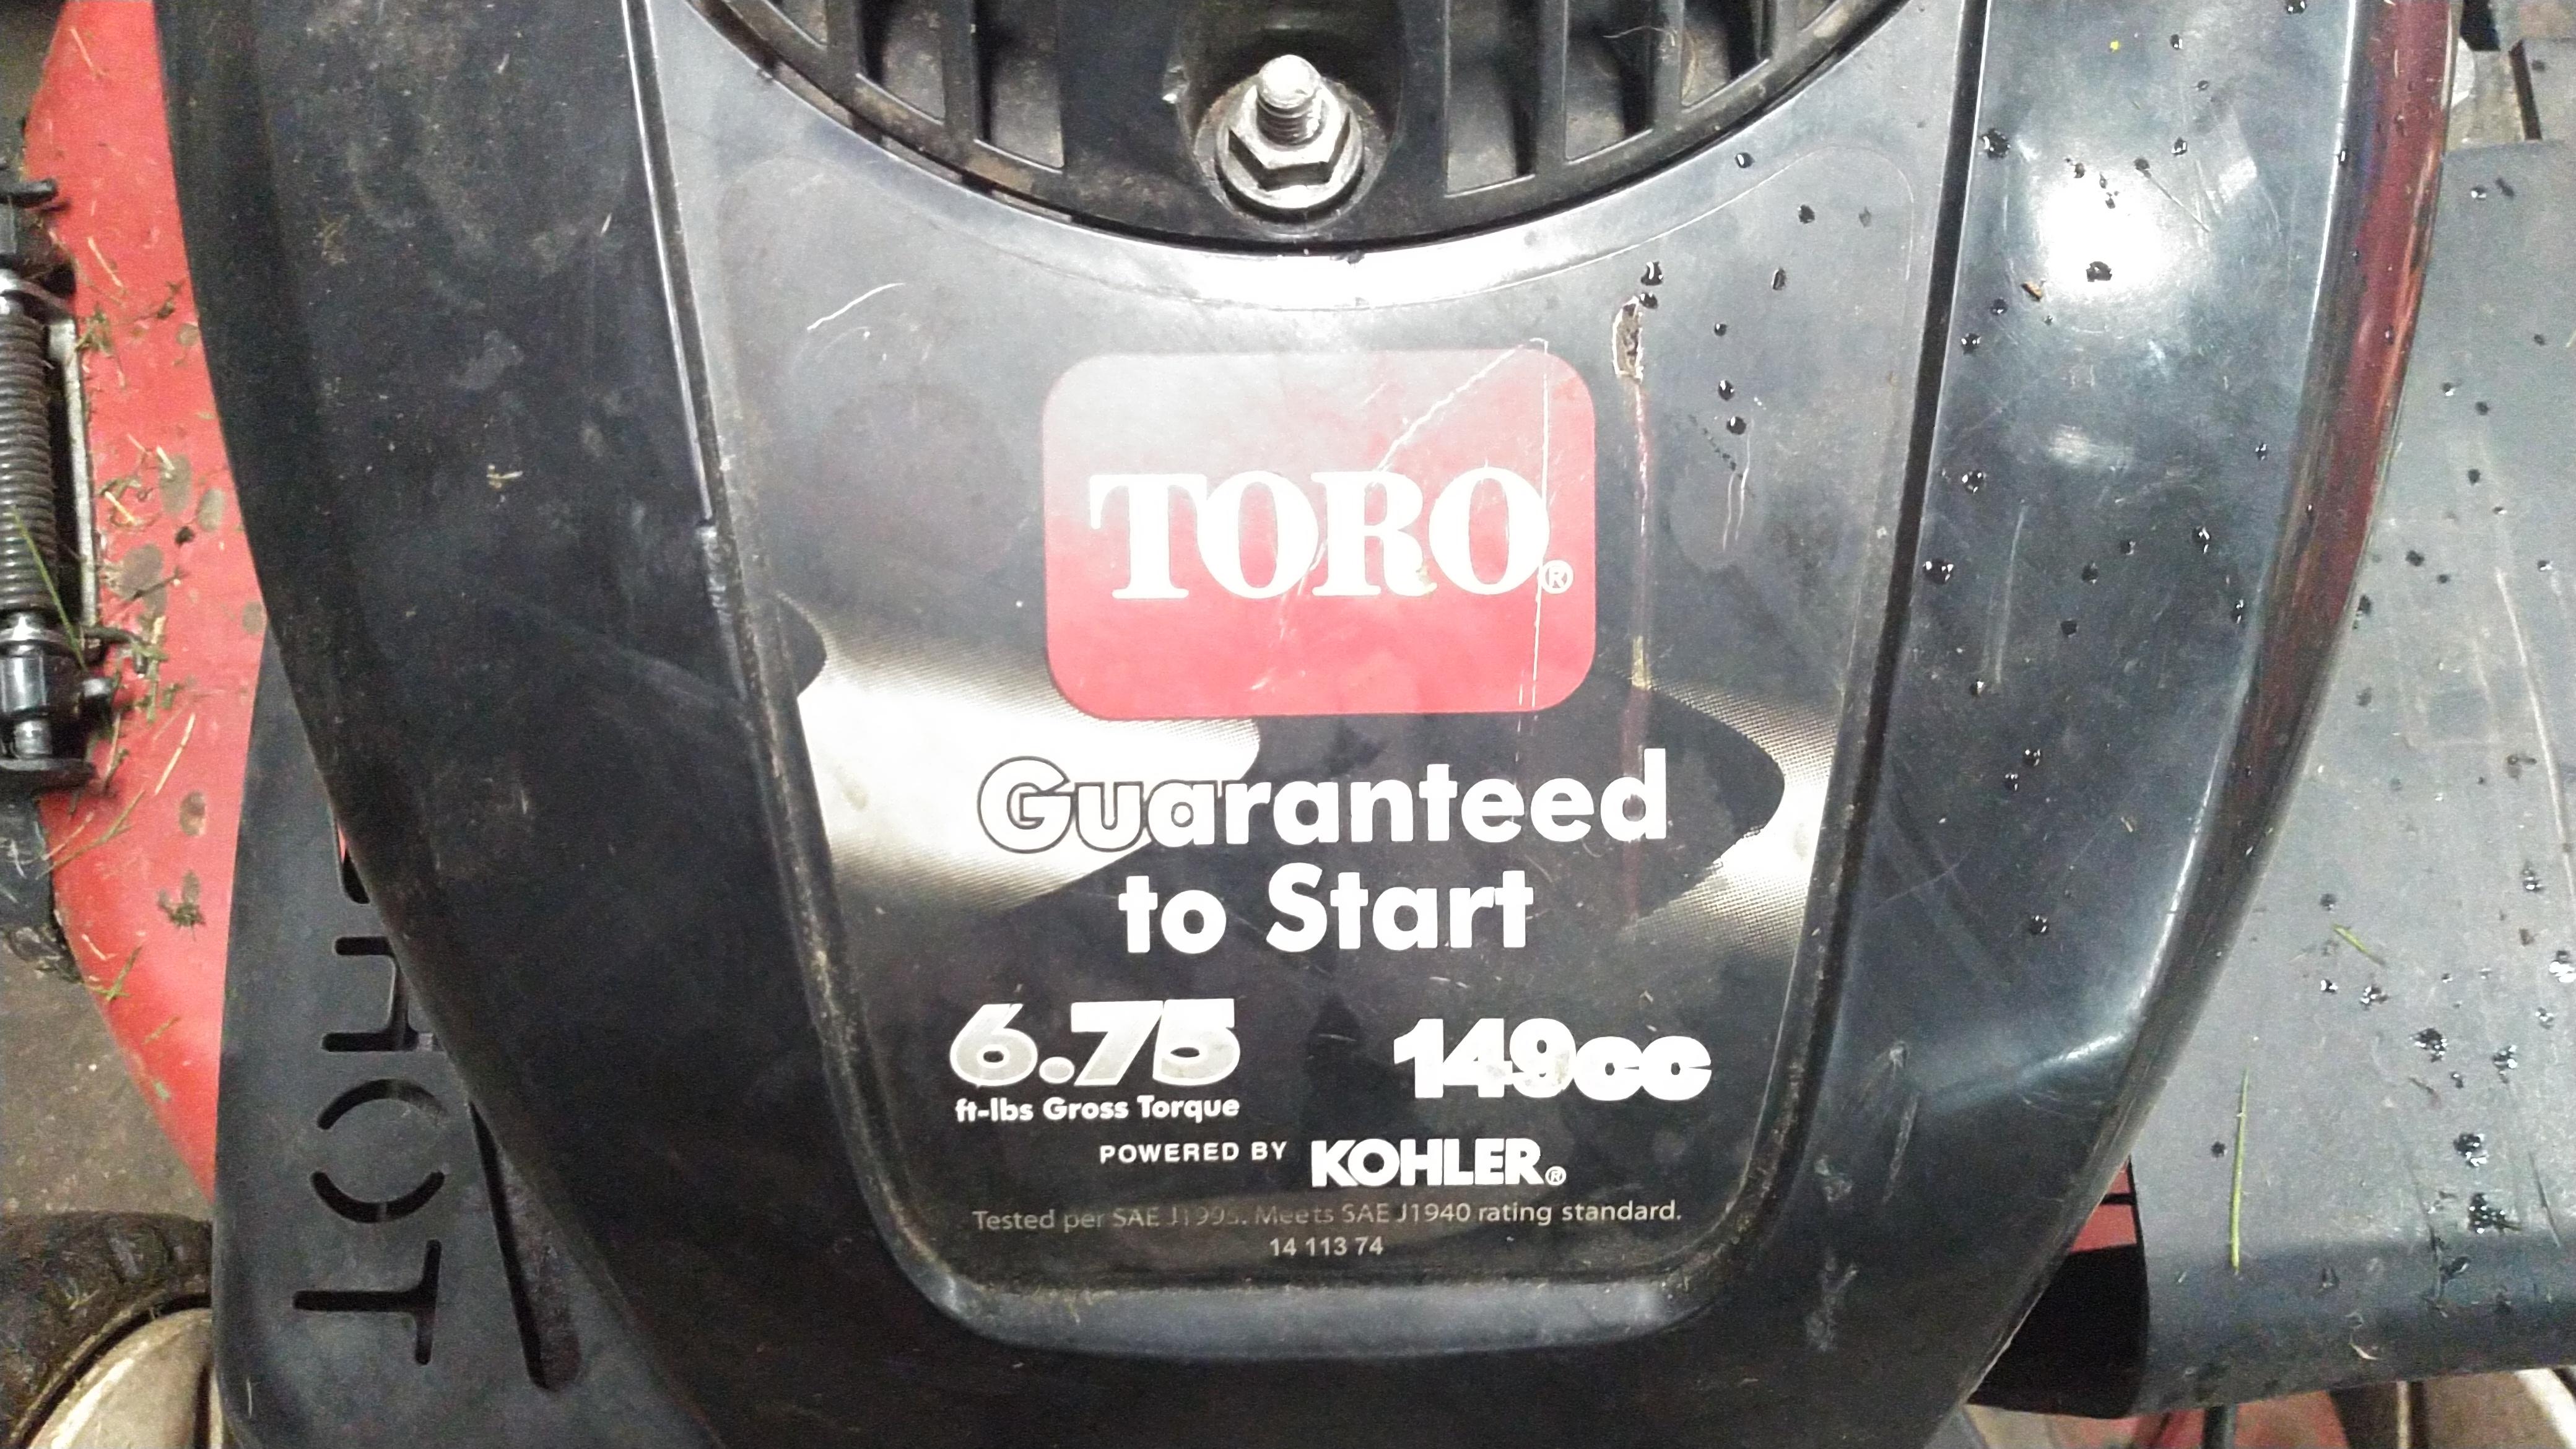 TORO®
Guaranteed
to Start
6.75 149cc
ft-lbs Gross Torque
POWERED BY KOHLER®
Tested per SAE J1995. Meets SAE J1940 rating standard.
14 113 74
HOT